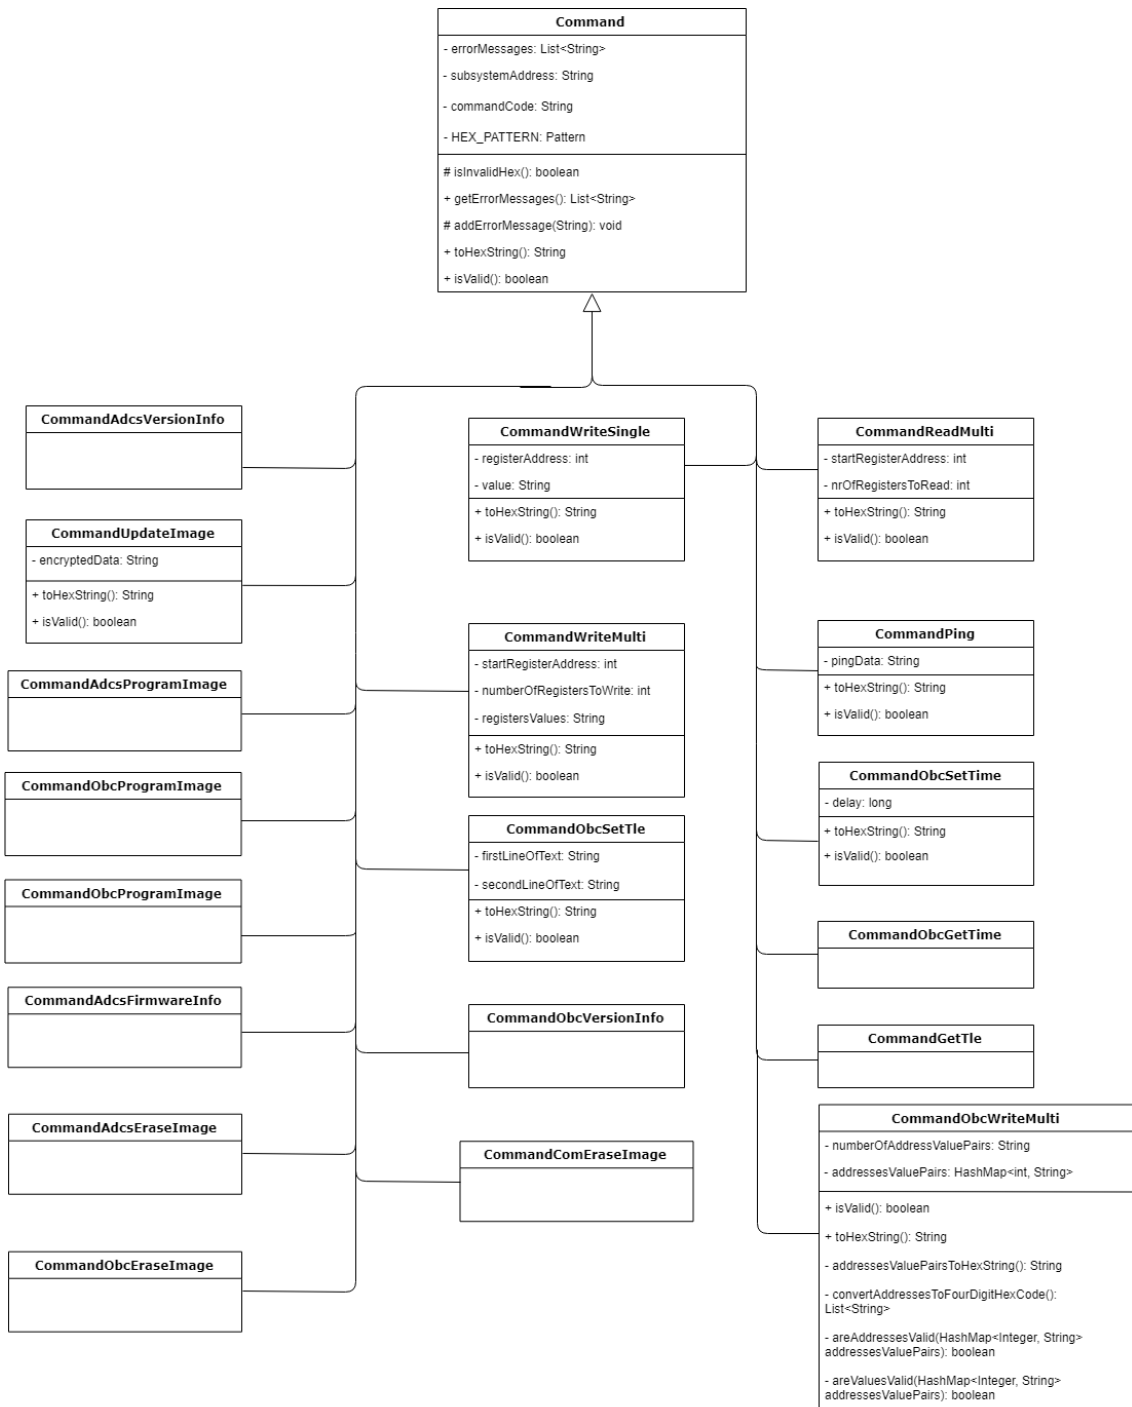 Command
- errorMessages: List<String>
- subsystemAddress: String
- commandCode: String
- HEX_PATTERN: Pattern
# isInvalidHex(): boolean
+ getErrorMessages(): List<String>
# addErrorMessage(String): void
+ toHexString(): String
+ isValid(): boolean
CommandAdcsVersionInfo
CommandUpdateImage
- encryptedData: String
+ toHexString(): String
+ isValid(): boolean
CommandAdcsProgramImage
CommandObcProgramImage
CommandObcProgramImage
CommandAdcsFirmwareInfo
CommandAdcsEraseImage
CommandObcEraseImage
CommandWriteSingle
- registerAddress: int
- value: String
+ toHexString(): String
+ isValid(): boolean
CommandWriteMulti
- startRegisterAddress: int
- numberOfRegistersToWrite: int
- registersValues: String
+ toHexString(): String
+ isValid(): boolean
CommandObcSetTle
- firstLineOfText: String
- secondLineOfText: String
+ toHexString(): String
+ isValid(): boolean
CommandObcVersionInfo
CommandComEraseImage
CommandReadMulti
- startRegisterAddress: int
- nrOfRegistersToRead: int
+ toHexString(): String
+ isValid(): boolean
CommandPing
- pingData: String
+ toHexString(): String
+ isValid(): boolean
CommandObcSetTime
- delay: long
+ toHexString(): String
+ isValid(): boolean
CommandObcGetTime
CommandGetTle
CommandObcWriteMulti
- numberOfAddressValuePairs: String
- addressesValuePairs: HashMap<int, String>
+ isValid(): boolean
+ toHexString(): String
- addressesValuePairsToHexString(): String
- convertAddressesToFourDigitHexCode():
List<String>
- areAddressesValid(HashMap<Integer, String>
addressesValuePairs): boolean
- areValuesValid(HashMap<Integer, String>
addressesValuePairs): boolean